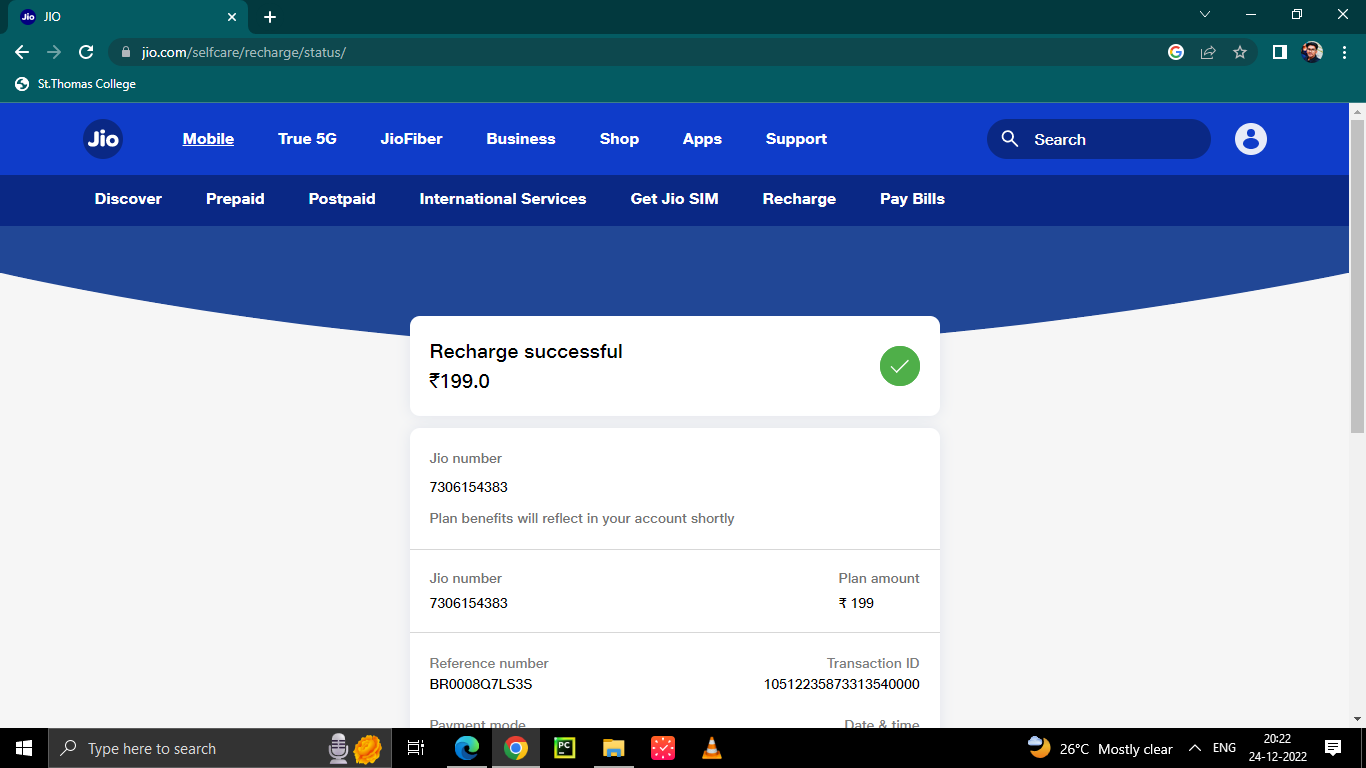 Jio JIO
jio.com/selfcare/recharge/status/
St.Thomas College
Jio Mobile True 5G JioFiber Business Shop Apps Support Search
Discover Prepaid Postpaid International Services Get Jio SIM Recharge Pay Bills
Recharge successful
₹199.0
Jio number
7306154383
Plan benefits will reflect in your account shortly
Jio number Plan amount
7306154383 ₹ 199
Reference number Transaction ID
BR0008Q7LS3S 10512235873313540000
Payment mode Date & time
Type here to search PC 26°C Mostly clear ENG 20:22
24-12-2022